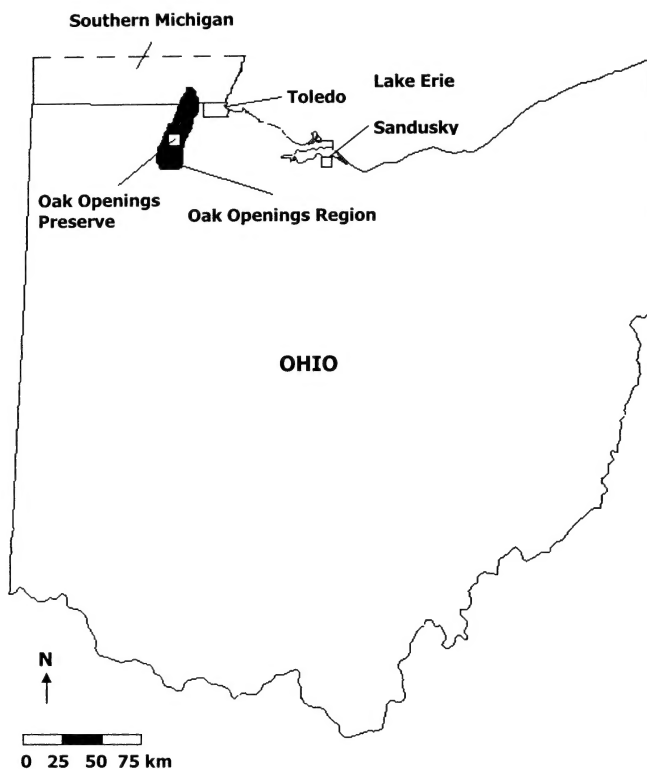 Southern Michigan
Lake Erie
Toledo
Sandusky
Oak Openings
Preserve
Oak Openings Region
OHIO
N
0 25 50 75 km